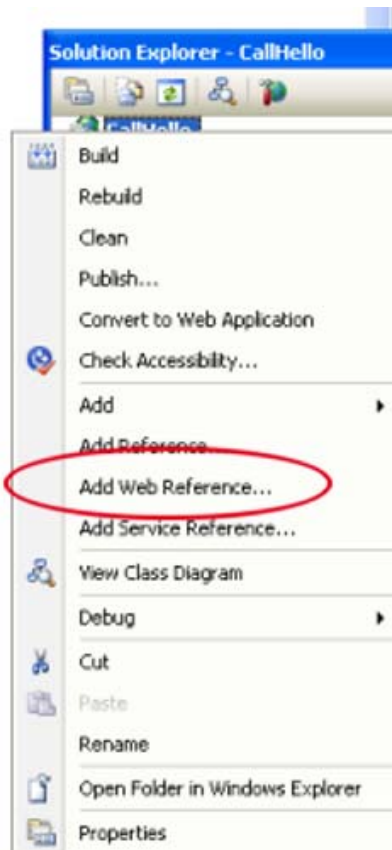 Solution Explorer - CallHello
CallHello
Build
Rebuild
Clean
Publish...
Convert to Web Application
Check Accessibility...
Add
Add Reference...
Add Web Reference...
Add Service Reference...
View Class Diagram
Debug
Cut
Paste
Rename
Open Folder in Windows Explorer
Properties